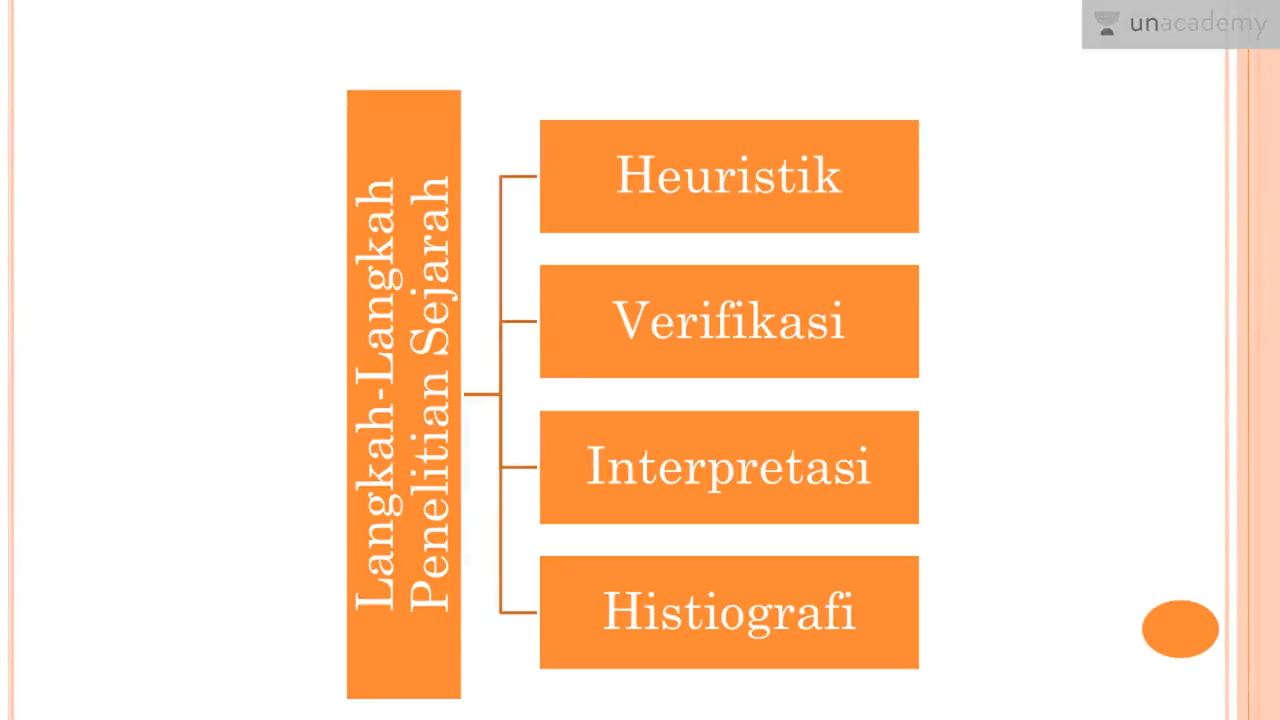 unacademy
Langkah-Langkah
Penelitian Sejarah
Heuristik
Verifikasi
Interpretasi
Histiografi